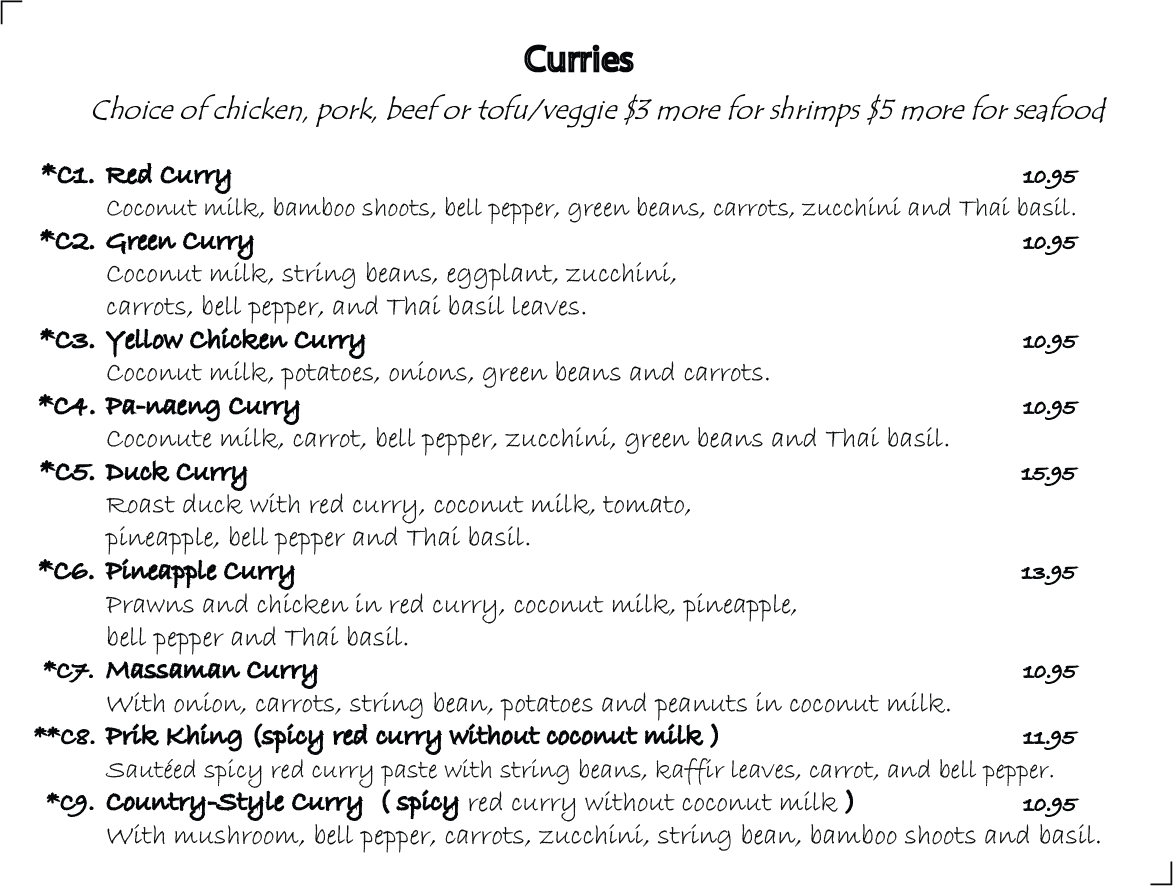 Curries
Choice of chicken, pork, beef or tofu/veggie $3 more for shrimps $5 more for seafood
*C1. Red Curry 10.95
Coconut milk, bamboo shoots, bell pepper, green beans, carrots, zucchini and Thai basil.
*C2. Green Curry 10.95
Coconut milk, string beans, eggplant, zucchini,
carrots, bell pepper, and Thai basil leaves.
*C3. Yellow Chicken Curry 10.95
Coconut milk, potatoes, onions, green beans and carrots.
*C4. Pa-naeng Curry 10.95
Coconute milk, carrot, bell pepper, zucchini, green beans and Thai basil.
*C5. Duck Curry 15.95
Roast duck with red curry, coconut milk, tomato,
pineapple, bell pepper and Thai basil.
*C6. Pineapple Curry 13.95
Prawns and chicken in red curry, coconut milk, pineapple,
bell pepper and Thai basil.
*C7. Massaman Curry 10.95
With onion, carrots, string bean, potatoes and peanuts in coconut milk.
**C8. Prik Khing (spicy red curry without coconut milk ) 11.95
Sautéed spicy red curry paste with string beans, kaffir leaves, carrot, and bell pepper.
*C9. Country-Style Curry ( spicy red curry without coconut milk ) 10.95
With mushroom, bell pepper, carrots, zucchini, string bean, bamboo shoots and basil.